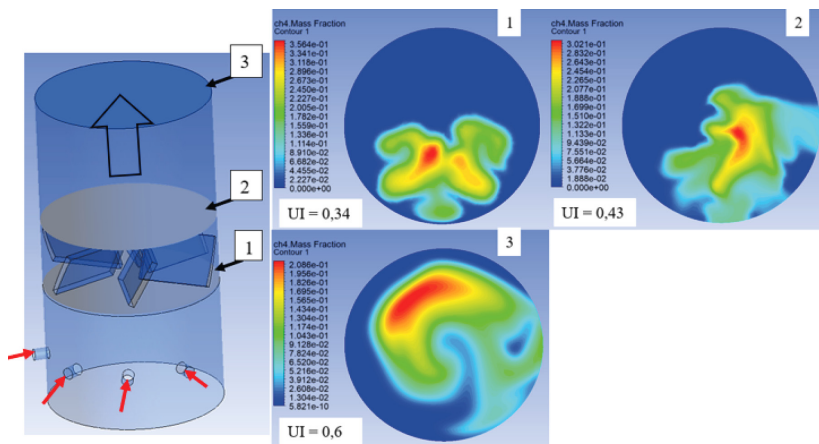 3
2
1
ch4.Mass Fraction
Contour 1
3.564e-01
3.341e-01
3.118e-01
2.896e-01
2.673e-01
2.450e-01
2.227e-01
2.005e-01
1.782e-01
1.559e-01
1.336e-01
1.114e-01
8.910e-02
6.682e-02
4.455e-02
2.227e-02
0.000e+00
1
UI = 0,34
ch4.Mass Fraction
Contour 1
3.021e-01
2.832e-01
2.643e-01
2.454e-01
2.265e-01
2.077e-01
1.888e-01
1.699e-01
1.510e-01
1.322e-01
1.133e-01
9.439e-02
7.551e-02
5.664e-02
3.776e-02
1.888e-02
0.000e+00
2
UI = 0,43
ch4.Mass Fraction
Contour 1
2.086e-01
1.956e-01
1.826e-01
1.695e-01
1.565e-01
1.434e-01
1.304e-01
1.174e-01
1.043e-01
9.128e-02
7.824e-02
6.520e-02
5.216e-02
3.912e-02
2.608e-02
1.304e-02
5.821e-10
3
UI = 0,6